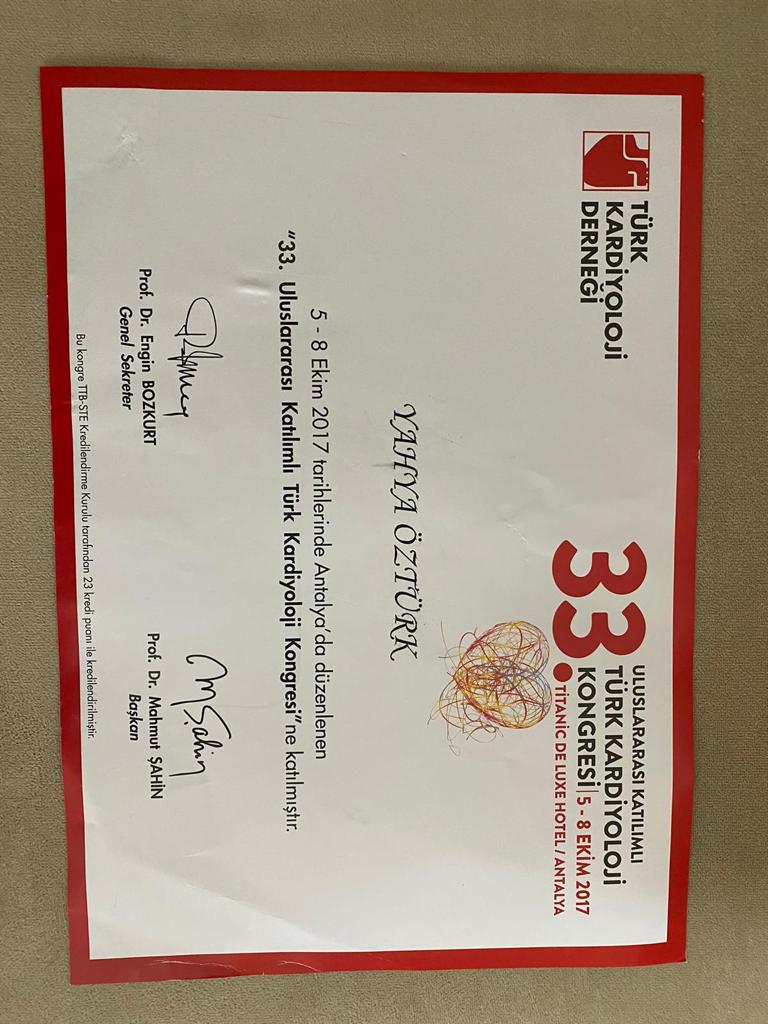 TÜRK
KARDİYOLOJİ
DERNEĞİ
33.
ULUSLARARASI KATILIMLI
TÜRK KARDİYOLOJİ
KONGRESİ | 5 - 8 EKİM 2017
TİTANİC DE LUXE HOTEL / ANTALYA
YAHYA ÖZTÜRK
5 - 8 Ekim 2017 tarihlerinde Antalya'da düzenlenen
"33. Uluslararası Katılımlı Türk Kardiyoloji Kongresi"ne katılmıştır.
M Şahin
Prof. Dr. Engin BOZKURT
Genel Sekreter
Prof. Dr. Mahmut ŞAHİN
Başkan
Bu kongre TTB-STE Kredilendirme Kurulu tarafından 23 kredi puanı ile kredilendirilmiştir.